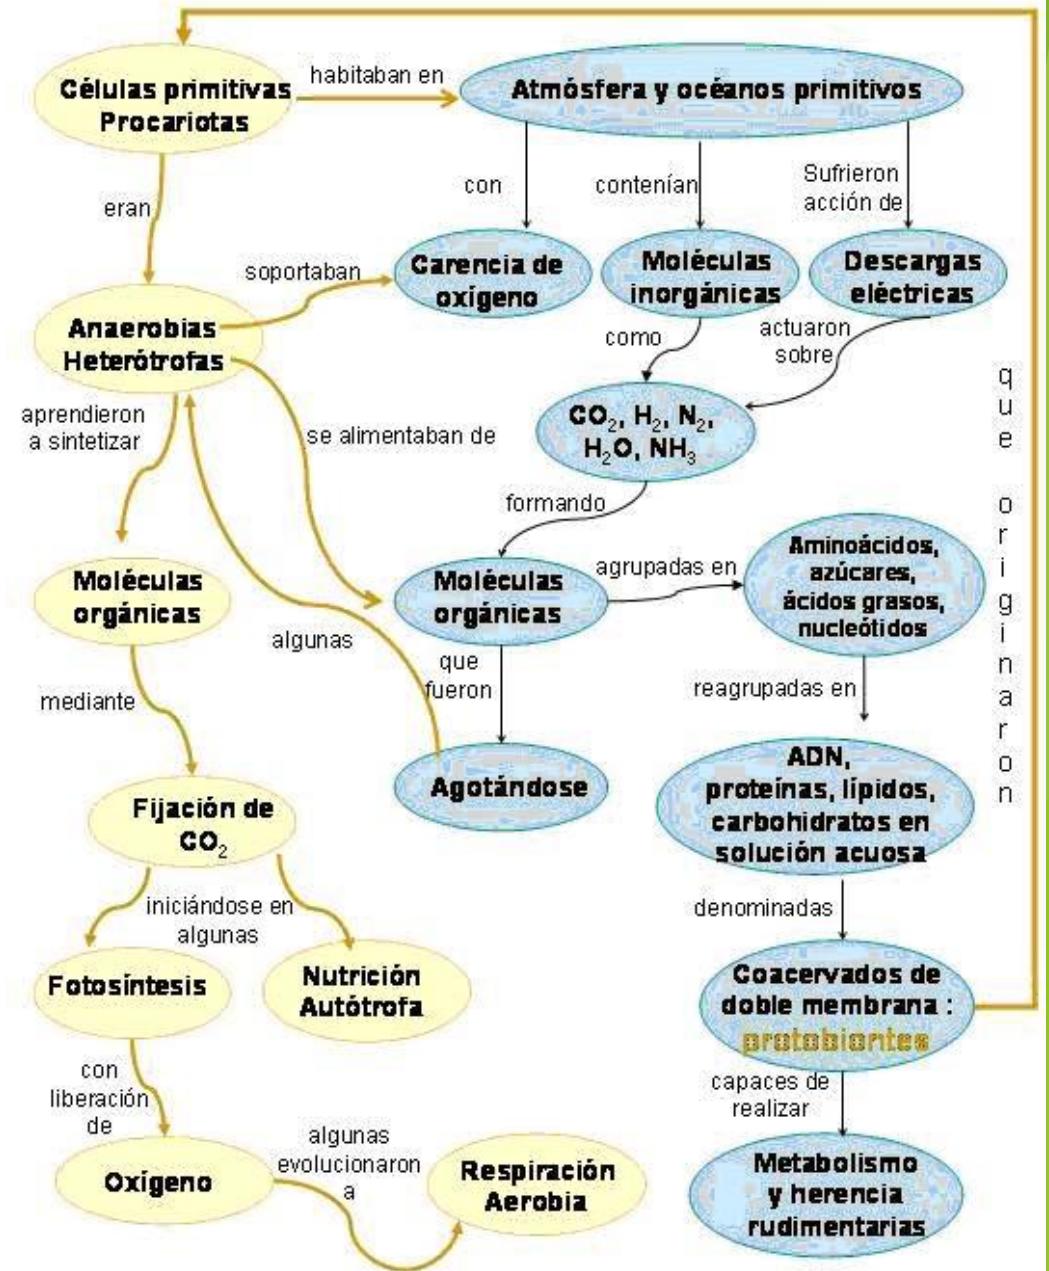 Células primitivas
Procariotas
habitaban en
Atmósfera y océanos primitivos
eran
con
contenían
Sufrieron
acción de
soportaban
Carencia de
oxígeno
Moléculas
inorgánicas
Descargas
eléctricas
Anaerobias
Heterótrofas
como
actuaron
sobre
aprendieron
a sintetizar
se alimentaban de
CO₂, H₂, N₂,
H₂O, NH₃
formando
Moléculas
orgánicas
algunas
Moléculas
orgánicas
agrupadas en
Aminoácidos,
azúcares,
ácidos grasos,
nucleótidos
que
fueron
reagrupadas en
mediante
Agotándose
ADN,
proteínas, lípidos,
carbohidratos en
solución acuosa
que originaron
Fijación de
CO₂
iniciándose en
algunas
denominadas
Fotosíntesis
Nutrición
Autótrofa
Coacervados de
doble membrana :
protobiontes
con
liberación
de
capaces de
realizar
Oxígeno
algunas
evolucionaron
a
Respiración
Aerobia
Metabolismo
y herencia
rudimentarias